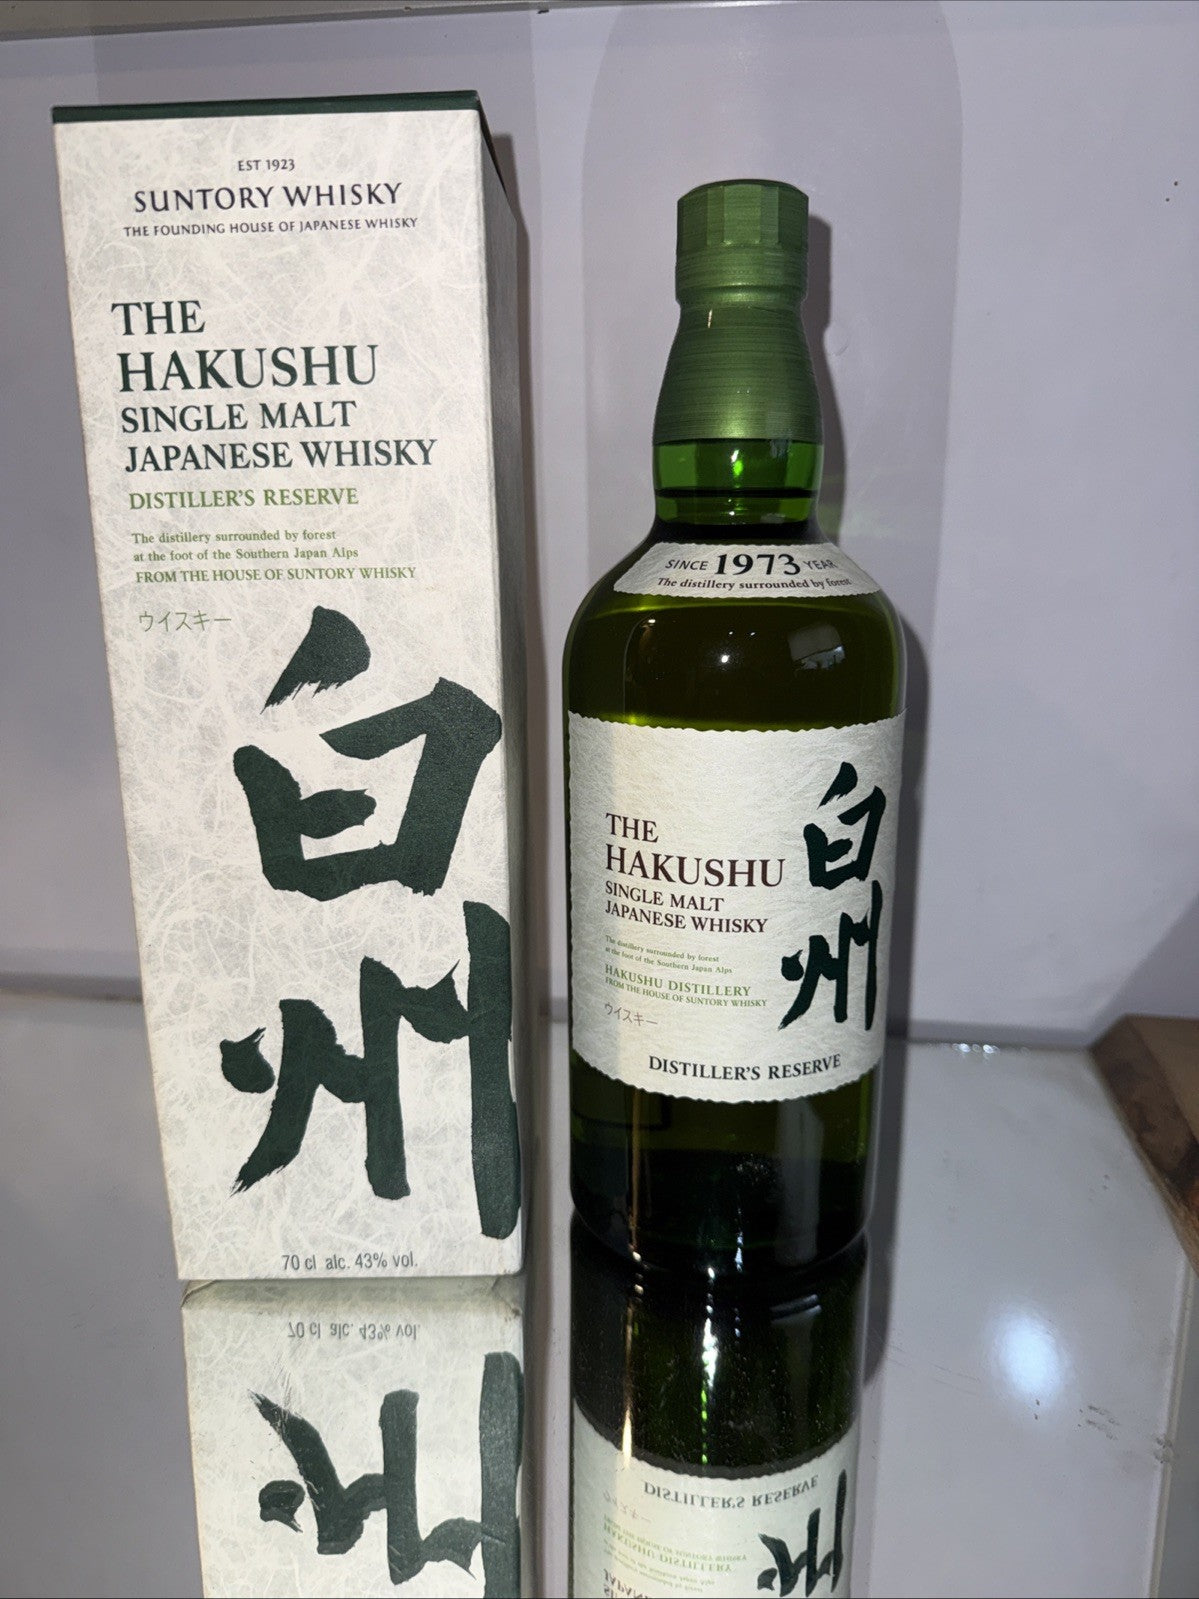 EST 1923
SUNTORY WHISKY
THE FOUNDING HOUSE OF JAPANESE WHISKY
THE
HAKUSHU
SINGLE MALT
JAPANESE WHISKY
DISTILLER'S RESERVE
The distillery surrounded by forest
at the foot of the Southern Japan Alps
FROM THE HOUSE OF SUNTORY WHISKY
ウイスキー
白州
70 cl alc. 43% vol.
SINCE 1973 YEAR
The distillery surrounded by forest
THE
HAKUSHU
SINGLE MALT
JAPANESE WHISKY
The distillery surrounded by forest
at the foot of the Southern Japan Alps
HAKUSHU DISTILLERY
FROM THE HOUSE OF SUNTORY WHISKY
ウイスキー
白州
DISTILLER'S RESERVE